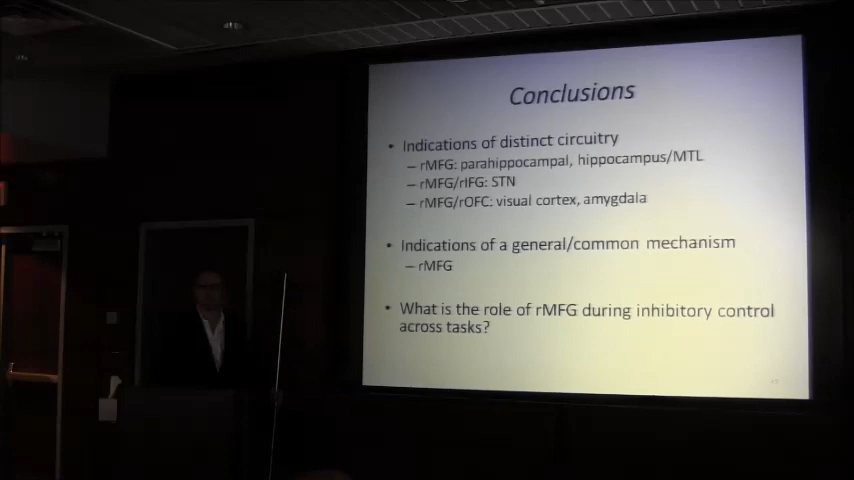 Conclusions
• Indications of distinct circuitry
– rMFG: parahippocampal, hippocampus/MTL
– rMFG/rIFG: STN
– rMFG/rOFC: visual cortex, amygdala
• Indications of a general/common mechanism
– rMFG
• What is the role of rMFG during inhibitory control
across tasks?